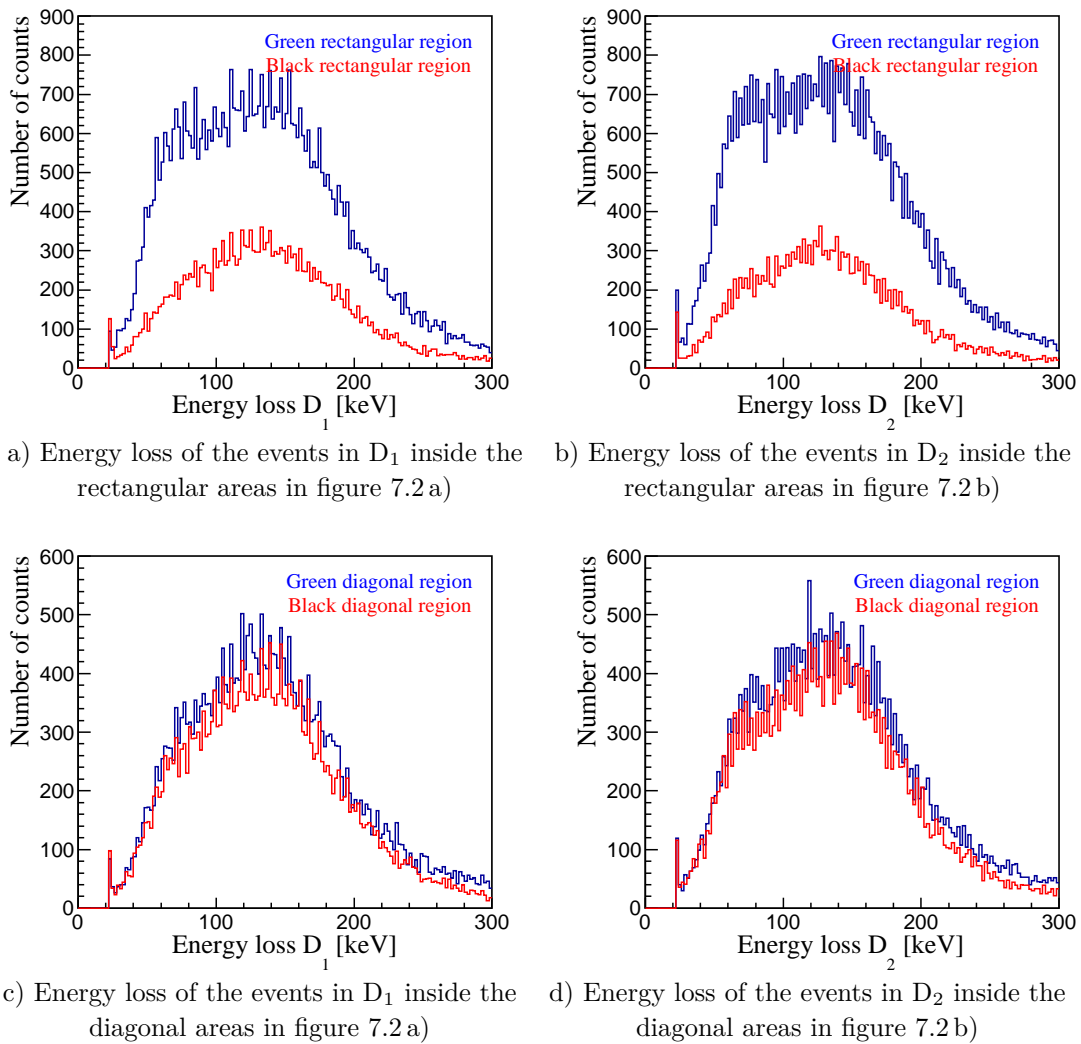 900
800
700
600
500
400
300
200
100
0
Number of counts
Green rectangular region
Black rectangular region
0 100 200 300
Energy loss D1 [keV]
900
800
700
600
500
400
300
200
100
0
Number of counts
Green rectangular region
Black rectangular region
0 100 200 300
Energy loss D2 [keV]
a) Energy loss of the events in D1 inside the
rectangular areas in figure 7.2 a)
b) Energy loss of the events in D2 inside the
rectangular areas in figure 7.2 b)
600
500
400
300
200
100
0
Number of counts
Green diagonal region
Black diagonal region
0 100 200 300
Energy loss D1 [keV]
600
500
400
300
200
100
0
Number of counts
Green diagonal region
Black diagonal region
0 100 200 300
Energy loss D2 [keV]
c) Energy loss of the events in D1 inside the
diagonal areas in figure 7.2 a)
d) Energy loss of the events in D2 inside the
diagonal areas in figure 7.2 b)